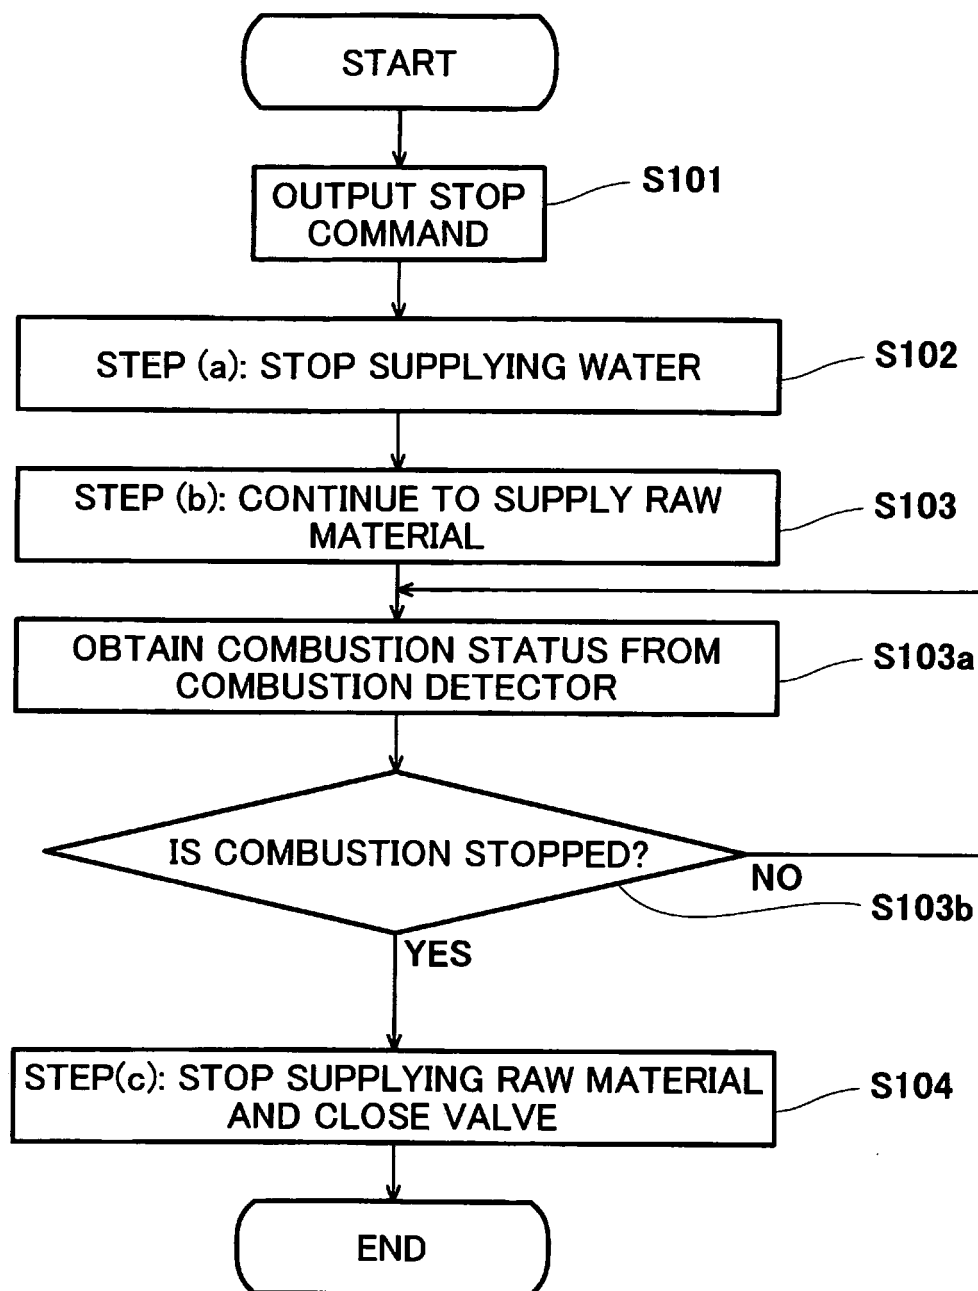 START
OUTPUT STOP
COMMAND
S101
STEP (a): STOP SUPPLYING WATER
S102
STEP (b): CONTINUE TO SUPPLY RAW
MATERIAL
S103
OBTAIN COMBUSTION STATUS FROM
COMBUSTION DETECTOR
S103a
IS COMBUSTION STOPPED?
NO
S103b
YES
STEP(c): STOP SUPPLYING RAW MATERIAL
AND CLOSE VALVE
S104
END